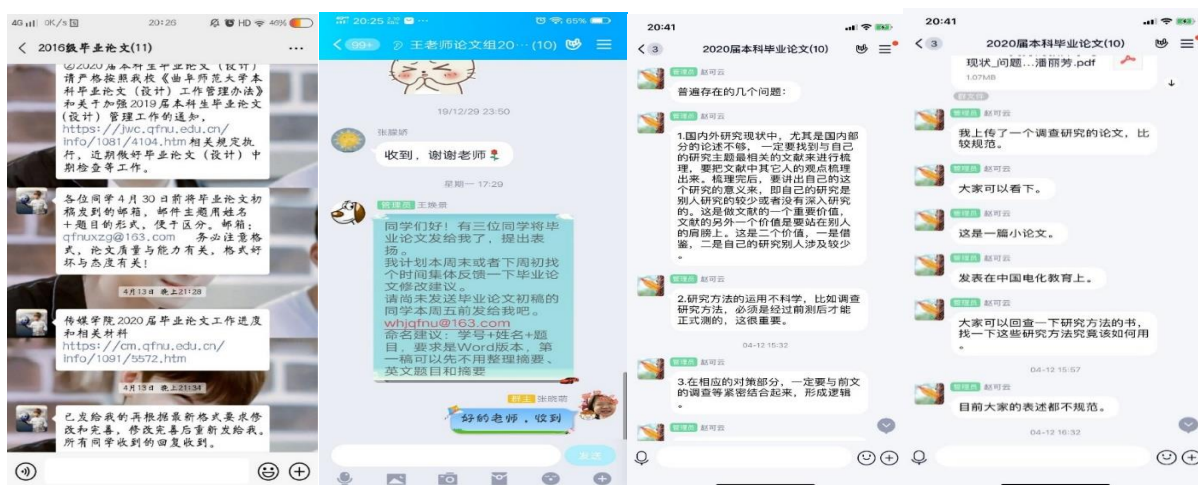 4G 0K/s 20:26 HD 46%
2016级毕业论文(11)
②2020届本科生毕业论文（设计）
请严格按照我校《曲阜师范大学本
科毕业论文（设计）工作管理办法》
和关于加强2019届本科生毕业论文
（设计）管理工作的通知,
https://jwc.qfnu.edu.cn/
info/1081/4104.htm相关规定执
行，近期做好毕业论文（设计）中
期检查等工作。
各位同学4月30日前将毕业论文初
稿发到的邮箱，邮件主题用姓名
+题目的形式，便于区分。邮箱：
qfnuxzg@163.com 务必注意格
式，论文质量与能力有关，格式好
坏与态度有关!
4月13日 晚上21:28
传媒学院2020届毕业论文工作进度
和相关材料
https://cm.qfnu.edu.cn/
info/1091/5572.htm
4月13日 晚上21:34
已发给我的再根据最新格式要求修
改和完善，修改完善后重新发给我。
所有同学收到的回复收到。
20:25 65%
99+ 王老师论文组20… (10)
19/12/29 23:50
收到，谢谢老师
星期一 17:29
管理员
同学们好！有三位同学将毕
业论文发给我了，提出表
扬。
我计划本周末或者下周初找
个时间集体反馈一下毕业论
文修改建议。
请尚未发送毕业论文初稿的
同学本周五前发给我吧。
whjqfnu@163.com
命名建议：学号+姓名+题
目，要求是Word版本，第
一稿可以先不用整理摘要、
英文题目和摘要
群主 张晓萌
好的老师，收到
发送
20:41
3 2020届本科毕业论文(10)
管理员 赵可云
普遍存在的几个问题：
管理员 赵可云
1.国内外研究现状中，尤其是国内部
分的论述不够，一定要找到与自己
的研究主题最相关的文献来进行梳
理，要把文献中其它人的观点梳理
出来。梳理完后，要讲出自己的这
个研究的意义来，即自己的研究是
别人研究的较少或者没有深入研究
的。这是做文献的一个重要价值，
文献的另外一个价值是要站在别人
的肩膀上。这是二个价值，一是借
鉴，二是自己的研究别人涉及较少
。
管理员 赵可云
2.研究方法的运用不科学，比如调查
研究方法，必须是经过前测后才能
正式测的，这很重要。
04-12 15:32
管理员 赵可云
3.在相应的对策部分，一定要与前文
的调查等紧密结合起来，形成逻辑
。
管理员 赵可云
20:41
3 2020届本科毕业论文(10)
现状_问题...潘丽芳.pdf
1.07MB
管理员 赵可云
我上传了一个调查研究的论文，比
较规范。
管理员 赵可云
大家可以看下。
管理员 赵可云
这是一篇小论文。
管理员 赵可云
发表在中国电化教育上。
管理员 赵可云
大家可以回查一下研究方法的书，
找一下这些研究方法究竟该如何用
。
04-12 15:57
管理员 赵可云
目前大家的表述都不规范。
04-12 16:32